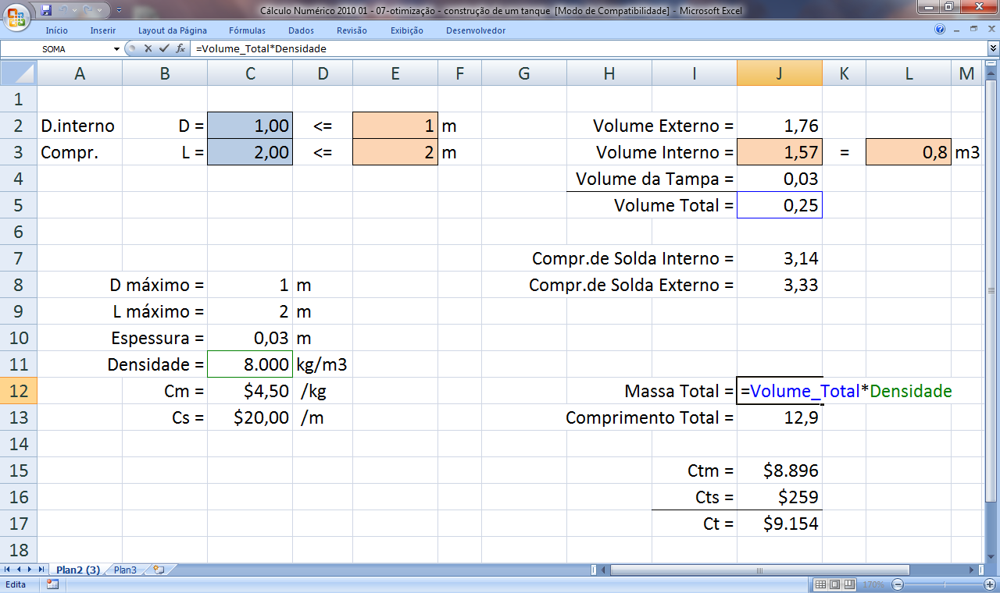 Cálculo Numérico 2010 01 - 07-otimização - construção de um tanque [Modo de Compatibilidade] - Microsoft Excel
Início Inserir Layout da Página Fórmulas Dados Revisão Exibição Desenvolvedor
SOMA fx =Volume_Total*Densidade
A B C D E F G H I J K L M
1
2 D.interno D = 1,00 <= 1 m Volume Externo = 1,76
3 Compr. L = 2,00 <= 2 m Volume Interno = 1,57 = 0,8 m3
4 Volume da Tampa = 0,03
5 Volume Total = 0,25
6
7 Compr.de Solda Interno = 3,14
8 D máximo = 1 m Compr.de Solda Externo = 3,33
9 L máximo = 2 m
10 Espessura = 0,03 m
11 Densidade = 8.000 kg/m3
12 Cm = $4,50 /kg Massa Total = =Volume_Total*Densidade
13 Cs = $20,00 /m Comprimento Total = 12,9
14
15 Ctm = $8.896
16 Cts = $259
17 Ct = $9.154
18
Plan2 (3) Plan3
Edita 170%